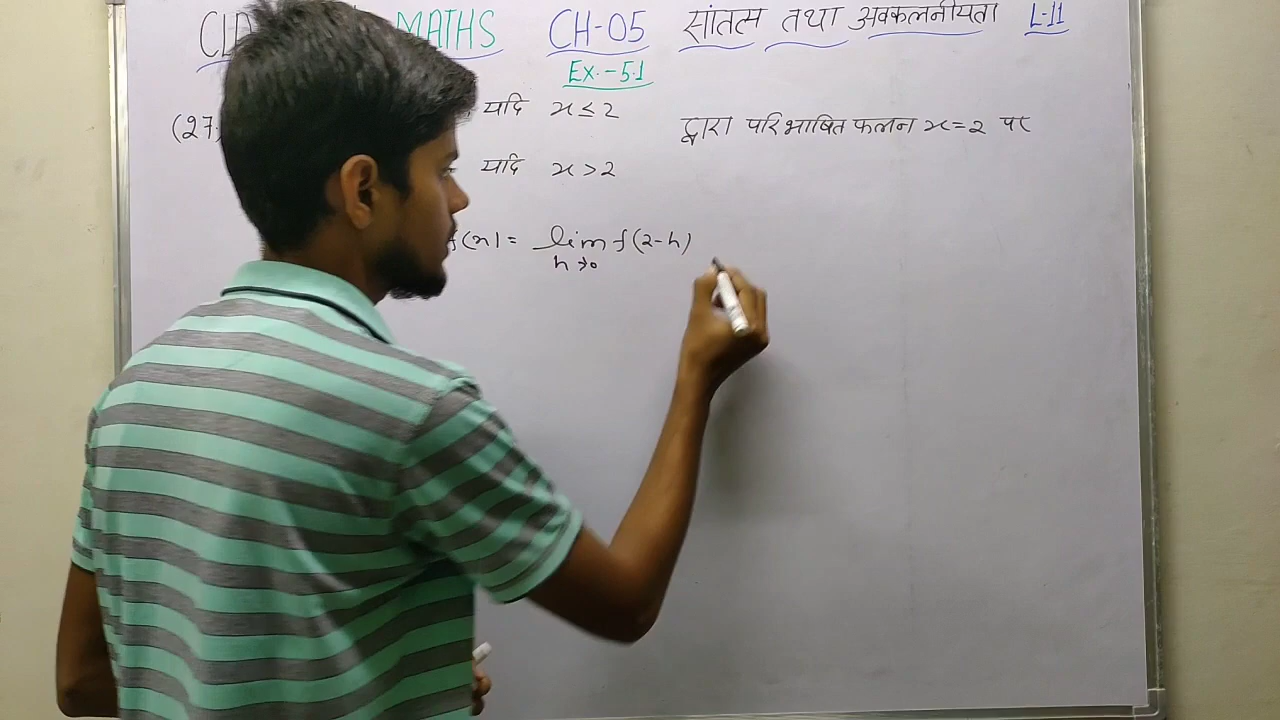 MATHS CH-05 सांतत्य तथा अवकलनीयता L-11
Ex.-5.1
(27) यदि x ≤ 2 द्वारा परिभाषित फलन x=2 पर
यदि x > 2
f(x) = lim f(2-h)
h→0